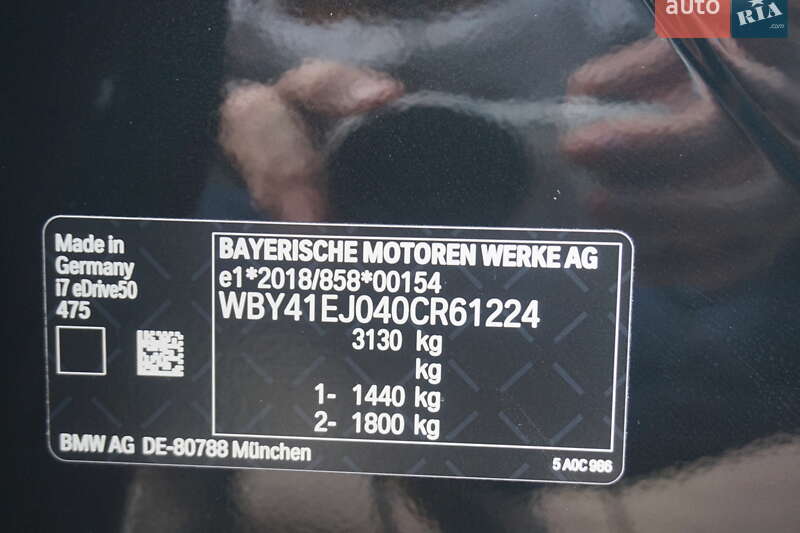 auto
RIA
.com
Made in
Germany
i7 eDrive50
475
BAYERISCHE MOTOREN WERKE AG
e1*2018/858*00154
WBY41EJ040CR61224
3130 kg
kg
1- 1440 kg
2- 1800 kg
BMW AG DE-80788 München
5 A0C 986